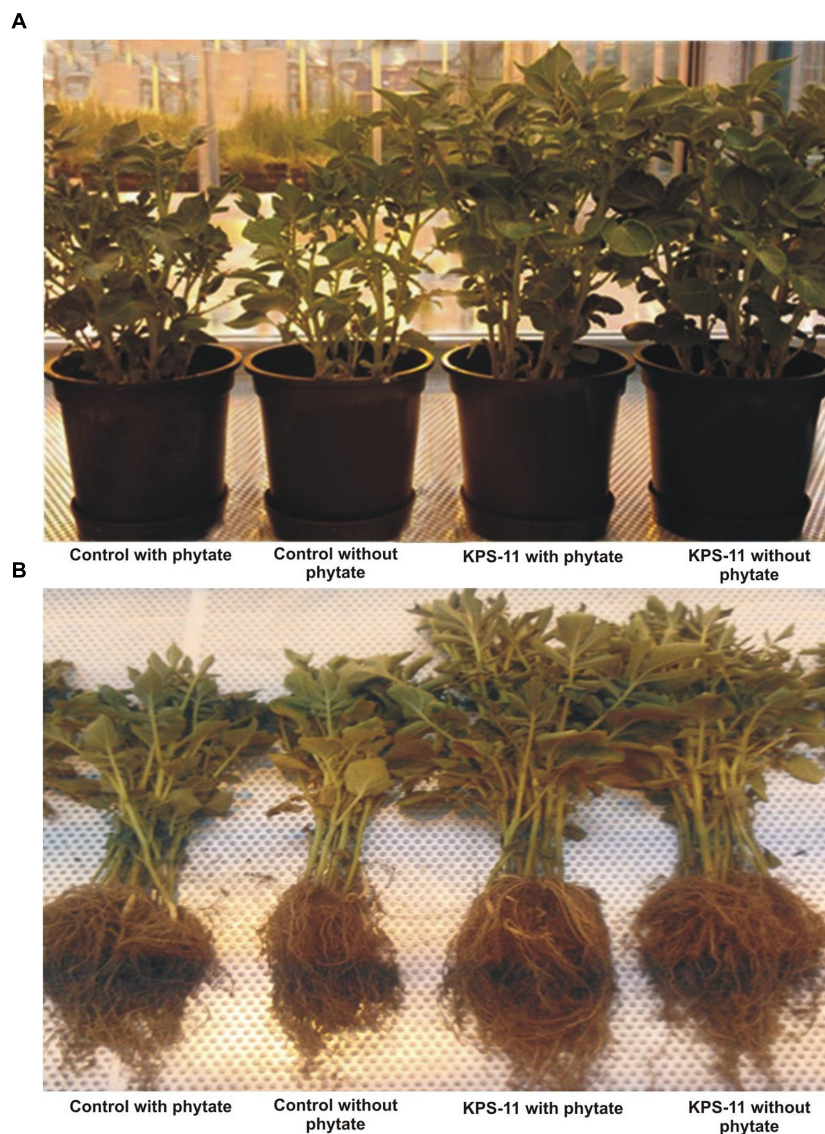 A
Control with phytate
Control without
phytate
KPS-11 with phytate
KPS-11 without
phytate
B
Control with phytate
Control without
phytate
KPS-11 with phytate
KPS-11 without
phytate